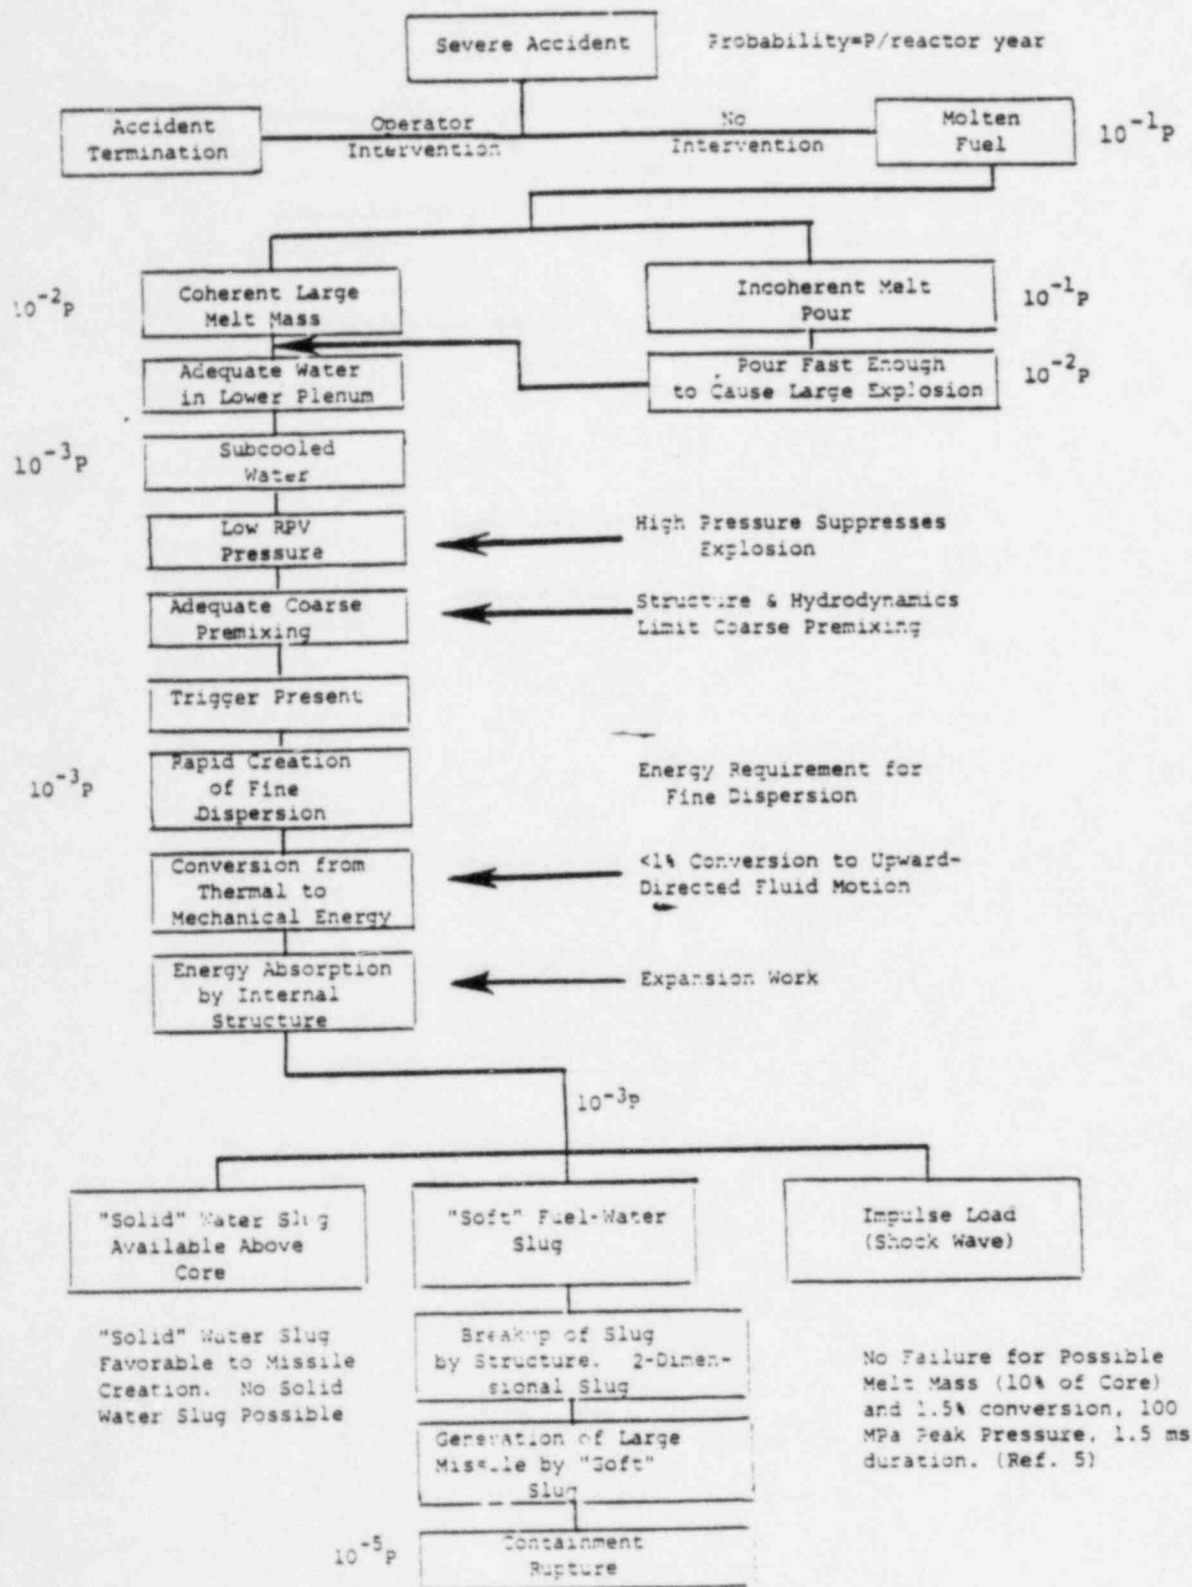 Severe Accident
Probability=P/reactor year
Accident
Termination
Operator
Intervention
No
Intervention
Molten
Fuel
10⁻¹P
10⁻²P
Coherent Large
Melt Mass
Incoherent Melt
Pour
10⁻¹P
Adequate Water
in Lower Plenum
Pour Fast Enough
to Cause Large Explosion
10⁻²P
10⁻³P
Subcooled
Water
Low RPV
Pressure
High Pressure Suppresses
Explosion
Adequate Coarse
Premixing
Structure & Hydrodynamics
Limit Coarse Premixing
Trigger Present
10⁻³P
Rapid Creation
of Fine
Dispersion
Energy Requirement for
Fine Dispersion
Conversion from
Thermal to
Mechanical Energy
<1% Conversion to Upward-
Directed Fluid Motion
Energy Absorption
by Internal
Structure
Expansion Work
10⁻³P
"Solid" Water Slug
Available Above
Core
"Soft" Fuel-Water
Slug
Impulse Load
(Shock Wave)
"Solid" Water Slug
Favorable to Missile
Creation. No Solid
Water Slug Possible
Breakup of Slug
by Structure. 2-Dimen-
sional Slug
Generation of Large
Missile by "Soft"
Slug
No Failure for Possible
Melt Mass (10% of Core)
and 1.5% conversion, 100
MPa Peak Pressure, 1.5 ms
duration. (Ref. 5)
10⁻⁵P
Containment
Rupture